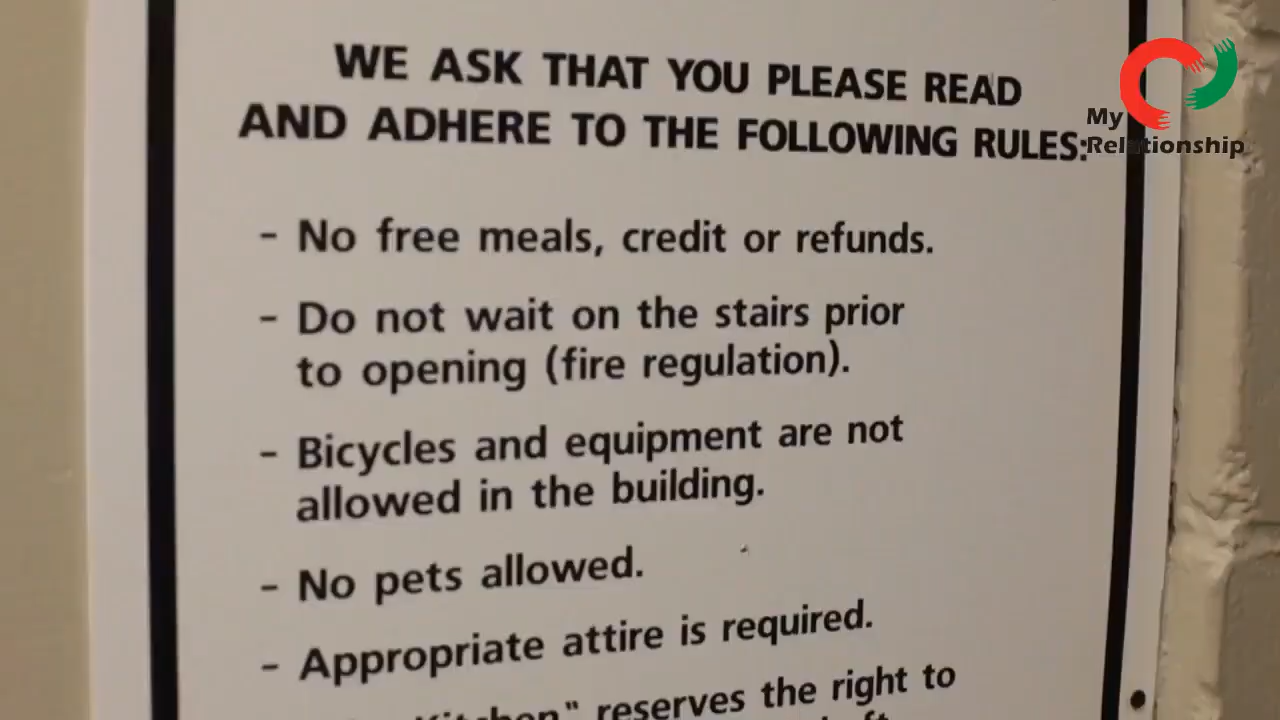 WE ASK THAT YOU PLEASE READ
AND ADHERE TO THE FOLLOWING RULES:
- No free meals, credit or refunds.
- Do not wait on the stairs prior
to opening (fire regulation).
- Bicycles and equipment are not
allowed in the building.
- No pets allowed.
- Appropriate attire is required.
Kitchen" reserves the right to
My
Relationship